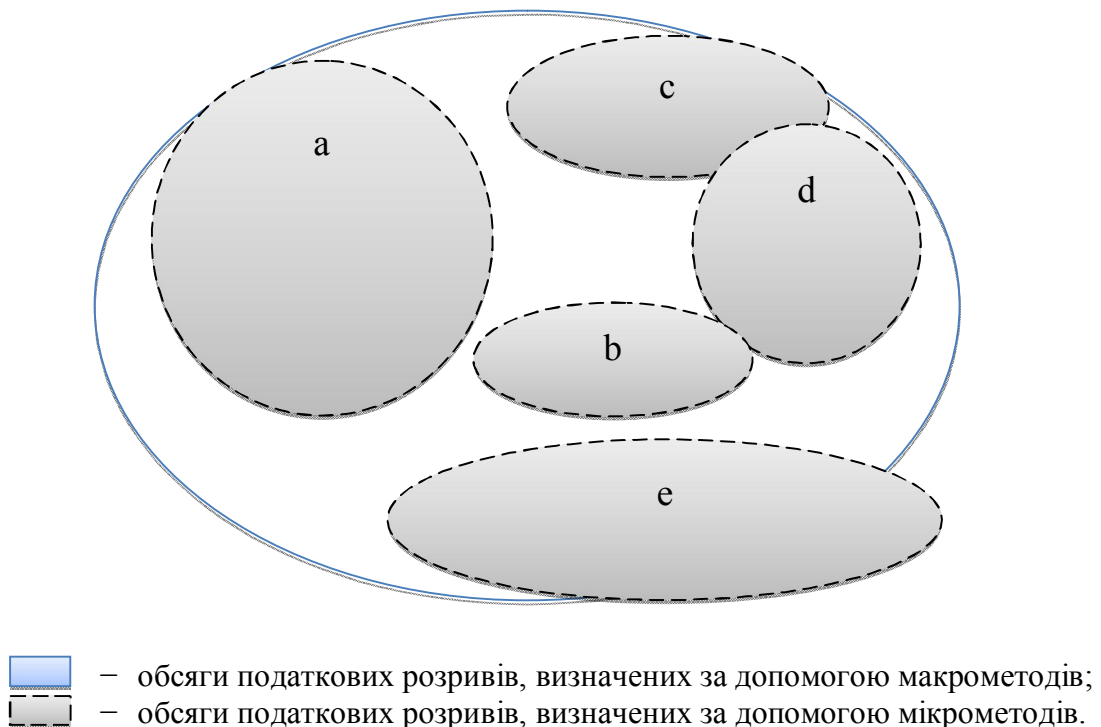 c
a
d
b
e
– обсяги податкових розривів, визначених за допомогою макрометодів;
– обсяги податкових розривів, визначених за допомогою мікрометодів.